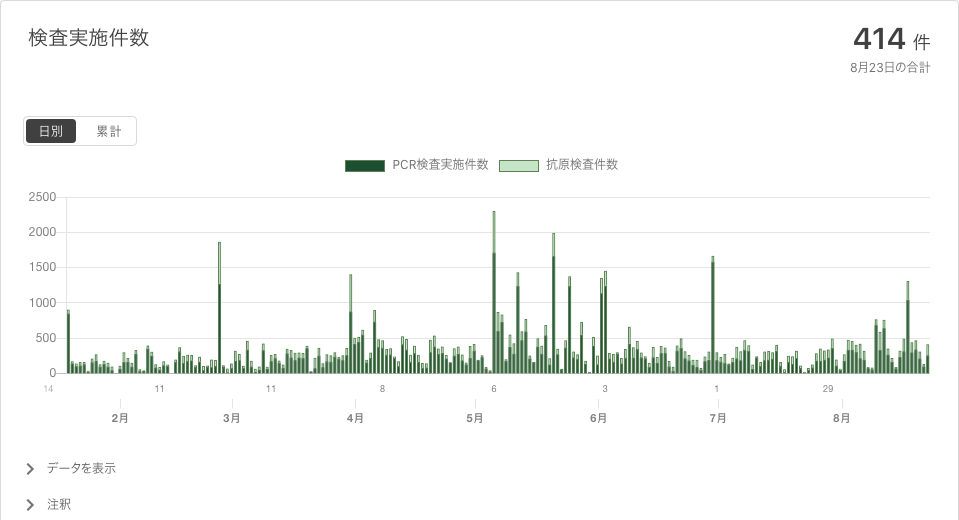 検査実施件数
414 件
8月23日の合計
日別 累計
PCR検査実施件数 抗原検査件数
2500
2000
1500
1000
500
0
14 11 11 8 6 3 1 29
2月 3月 4月 5月 6月 7月 8月
データを表示
注釈